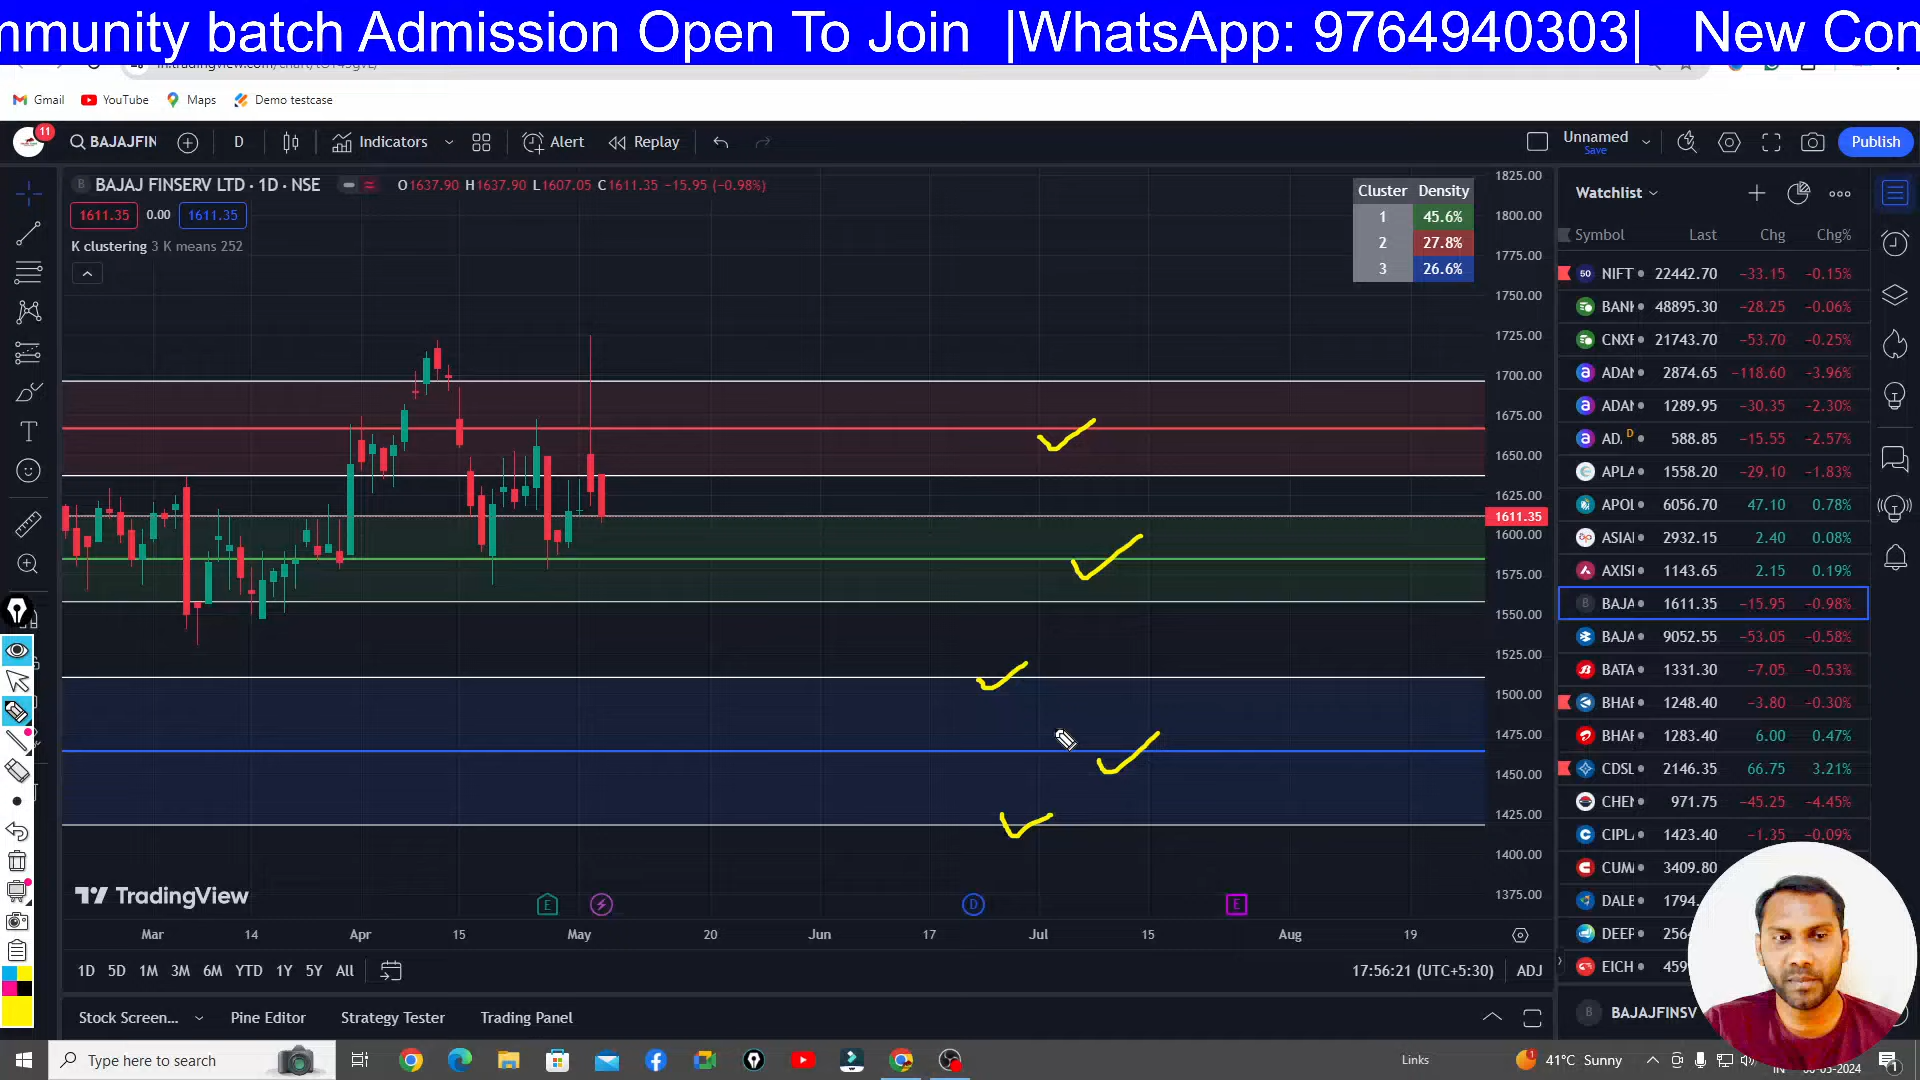 mmunity batch Admission Open To Join |WhatsApp: 9764940303| New Con
Gmail YouTube Maps Demo testcase
11 BAJAJFIN D Indicators Alert Replay Unnamed Save Publish
BAJAJ FINSERV LTD · 1D · NSE O1637.90 H1637.90 L1607.05 C1611.35 −15.95 (−0.98%)
1611.35 0.00 1611.35
K clustering 3 K means 252
Cluster Density
1 45.6%
2 27.8%
3 26.6%
1825.00
1800.00
1775.00
1750.00
1725.00
1700.00
1675.00
1650.00
1625.00
1611.35
1600.00
1575.00
1550.00
1525.00
1500.00
1475.00
1450.00
1425.00
1400.00
1375.00
Watchlist
Symbol Last Chg Chg%
50 NIFT 22442.70 −33.15 −0.15%
BANK 48895.30 −28.25 −0.06%
CNXF 21743.70 −53.70 −0.25%
ADAN 2874.65 −118.60 −3.96%
ADAN 1289.95 −30.35 −2.30%
AD. D 588.85 −15.55 −2.57%
APLA 1558.20 −29.10 −1.83%
APOL 6056.70 47.10 0.78%
ASIAN 2932.15 2.40 0.08%
AXISI 1143.65 2.15 0.19%
B BAJA 1611.35 −15.95 −0.98%
BAJA 9052.55 −53.05 −0.58%
BATA 1331.30 −7.05 −0.53%
BHAF 1248.40 −3.80 −0.30%
BHAF 1283.40 6.00 0.47%
CDSL 2146.35 66.75 3.21%
CHEN 971.75 −45.25 −4.45%
CIPL 1423.40 −1.35 −0.09%
CUM 3409.80
DALE 1794.
DEEP 256
EICH 459
B BAJAJFINSV
TradingView
E D E
Mar 14 Apr 15 May 20 Jun 17 Jul 15 Aug 19
1D 5D 1M 3M 6M YTD 1Y 5Y All 17:56:21 (UTC+5:30) ADJ
Stock Screen... Pine Editor Strategy Tester Trading Panel
Type here to search Links 41°C Sunny IN